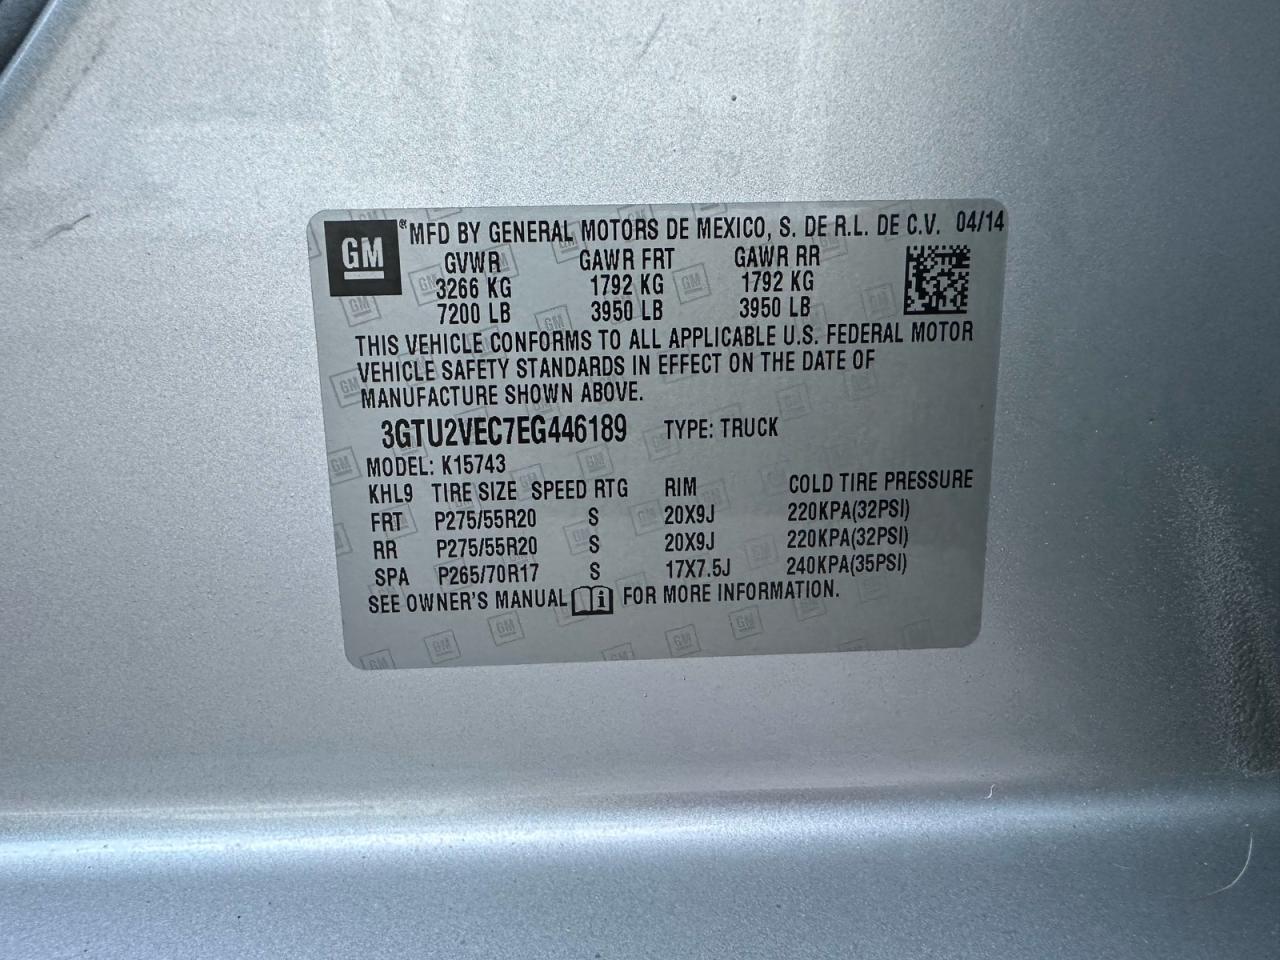 GM
® MFD BY GENERAL MOTORS DE MEXICO, S. DE R.L. DE C.V. 04/14
GVWR GAWR FRT GAWR RR
3266 KG 1792 KG 1792 KG
7200 LB 3950 LB 3950 LB
THIS VEHICLE CONFORMS TO ALL APPLICABLE U.S. FEDERAL MOTOR
VEHICLE SAFETY STANDARDS IN EFFECT ON THE DATE OF
MANUFACTURE SHOWN ABOVE.
3GTU2VEC7EG446189 TYPE: TRUCK
MODEL: K15743
KHL9 TIRE SIZE SPEED RTG RIM COLD TIRE PRESSURE
FRT P275/55R20 S 20X9J 220KPA(32PSI)
RR P275/55R20 S 20X9J 220KPA(32PSI)
SPA P265/70R17 S 17X7.5J 240KPA(35PSI)
SEE OWNER'S MANUAL i FOR MORE INFORMATION.